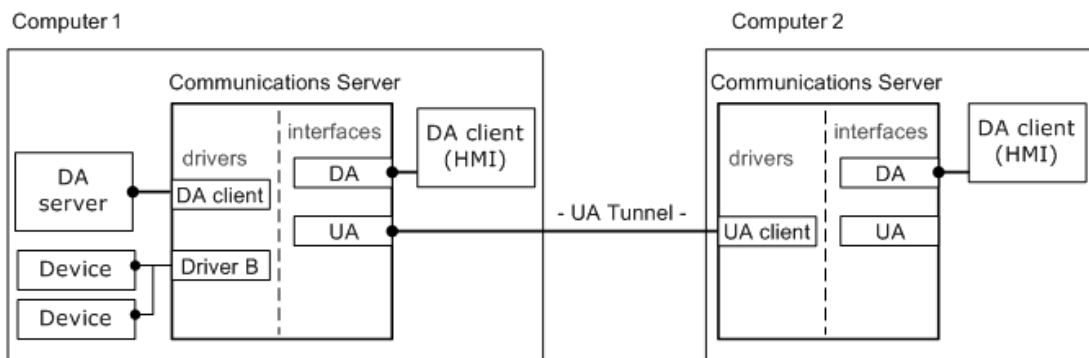 Computer 1
Computer 2
Communications Server
Communications Server
interfaces
DA client
(HMI)
interfaces
DA client
(HMI)
drivers
drivers
DA
server
DA client
DA
DA
- UA Tunnel -
UA
UA client
UA
Device
Driver B
Device